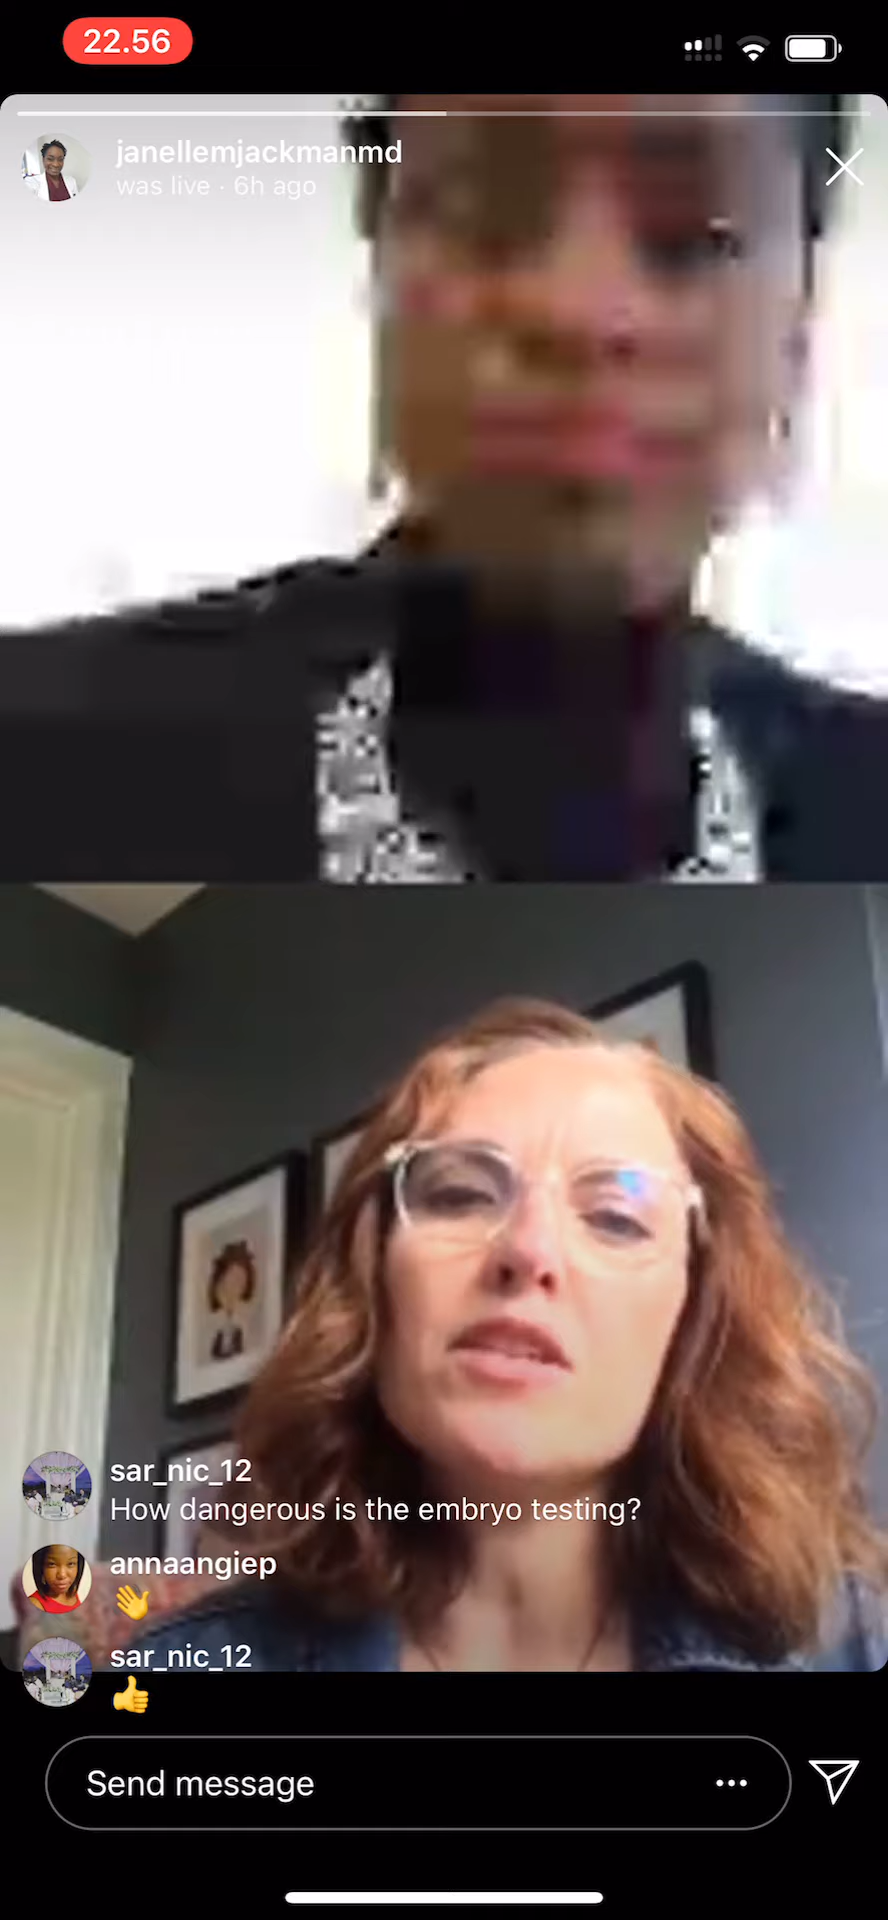 22.56
janellemjackmanmd
was live · 6h ago
sar_nic_12
How dangerous is the embryo testing?
annaangiep
👋
sar_nic_12
👍
Send message